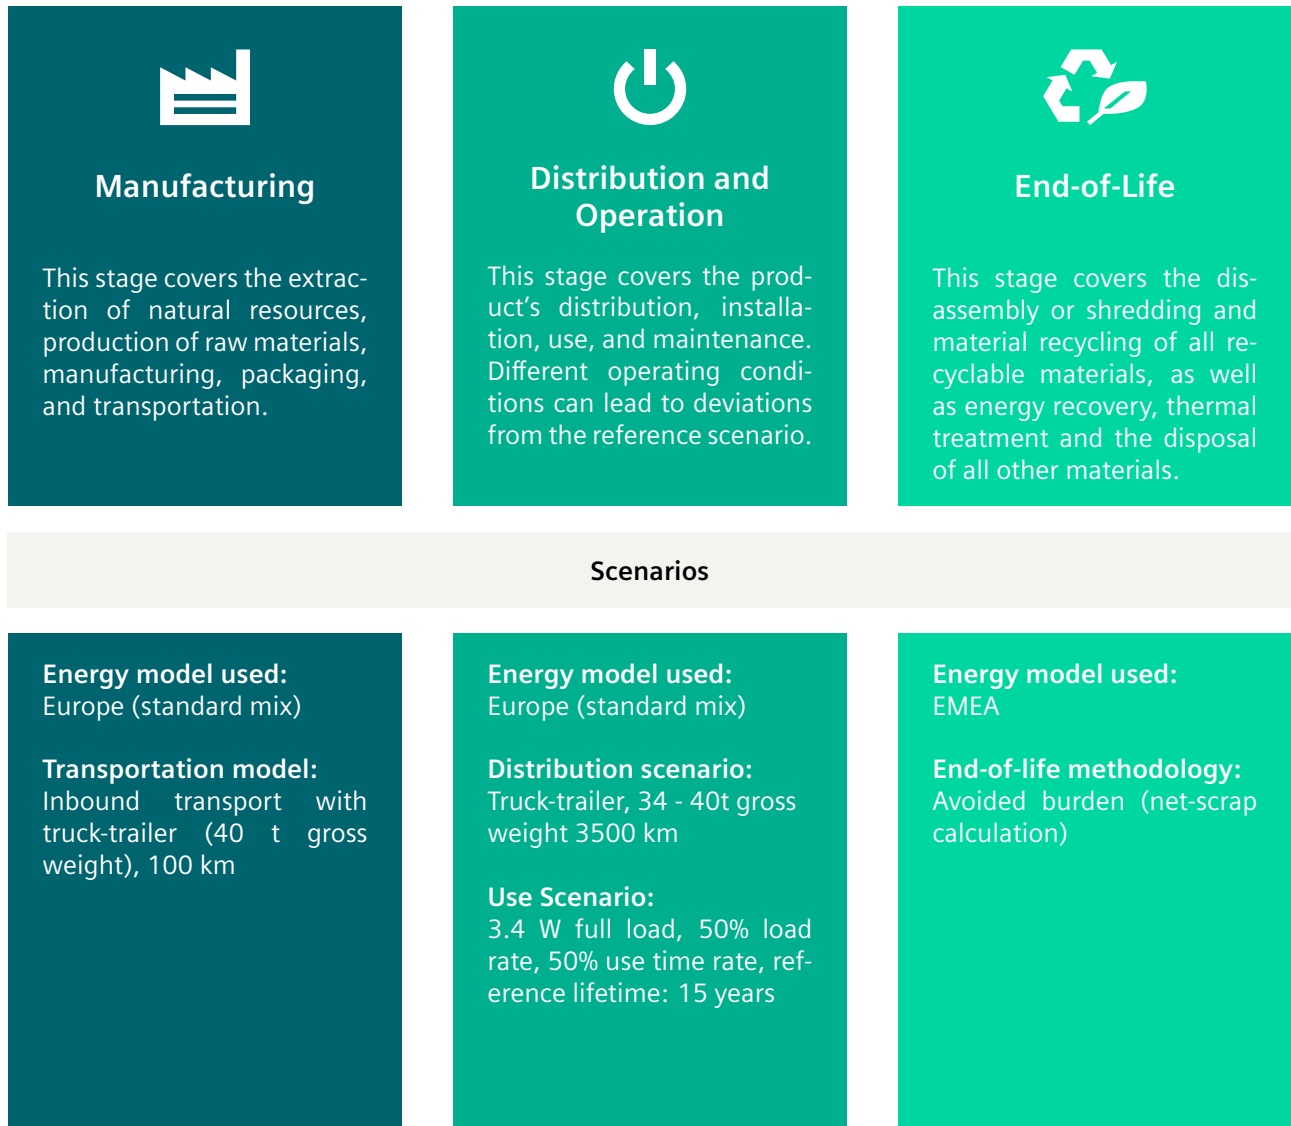 Manufacturing
This stage covers the extrac-
tion of natural resources,
production of raw materials,
manufacturing, packaging,
and transportation.
Distribution and
Operation
This stage covers the prod-
uct's distribution, installa-
tion, use, and maintenance.
Different operating condi-
tions can lead to deviations
from the reference scenario.
End-of-Life
This stage covers the dis-
assembly or shredding and
material recycling of all re-
cyclable materials, as well
as energy recovery, thermal
treatment and the disposal
of all other materials.
Scenarios
Energy model used:
Europe (standard mix)
Transportation model:
Inbound transport with
truck-trailer (40 t gross
weight), 100 km
Energy model used:
Europe (standard mix)
Distribution scenario:
Truck-trailer, 34 - 40t gross
weight 3500 km
Use Scenario:
3.4 W full load, 50% load
rate, 50% use time rate, ref-
erence lifetime: 15 years
Energy model used:
EMEA
End-of-life methodology:
Avoided burden (net-scrap
calculation)